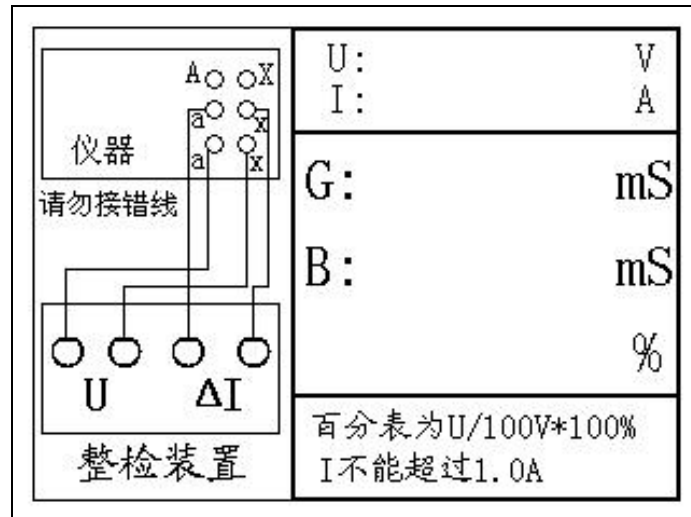 A X
a x
仪器
a x
请勿接错线
U ΔI
整检装置
U: V
I: A
G: mS
B: mS
%
百分表为U/100V*100%
I不能超过1.0A